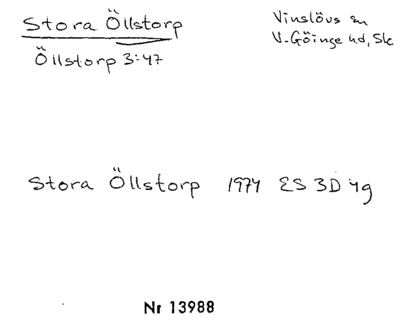 Stora Öllstorp
Vinslövs sn
Öllstorp 3:47
V. Göinge hd, Sk
Stora Öllstorp 1974 ES 3D 4g
Nr 13988